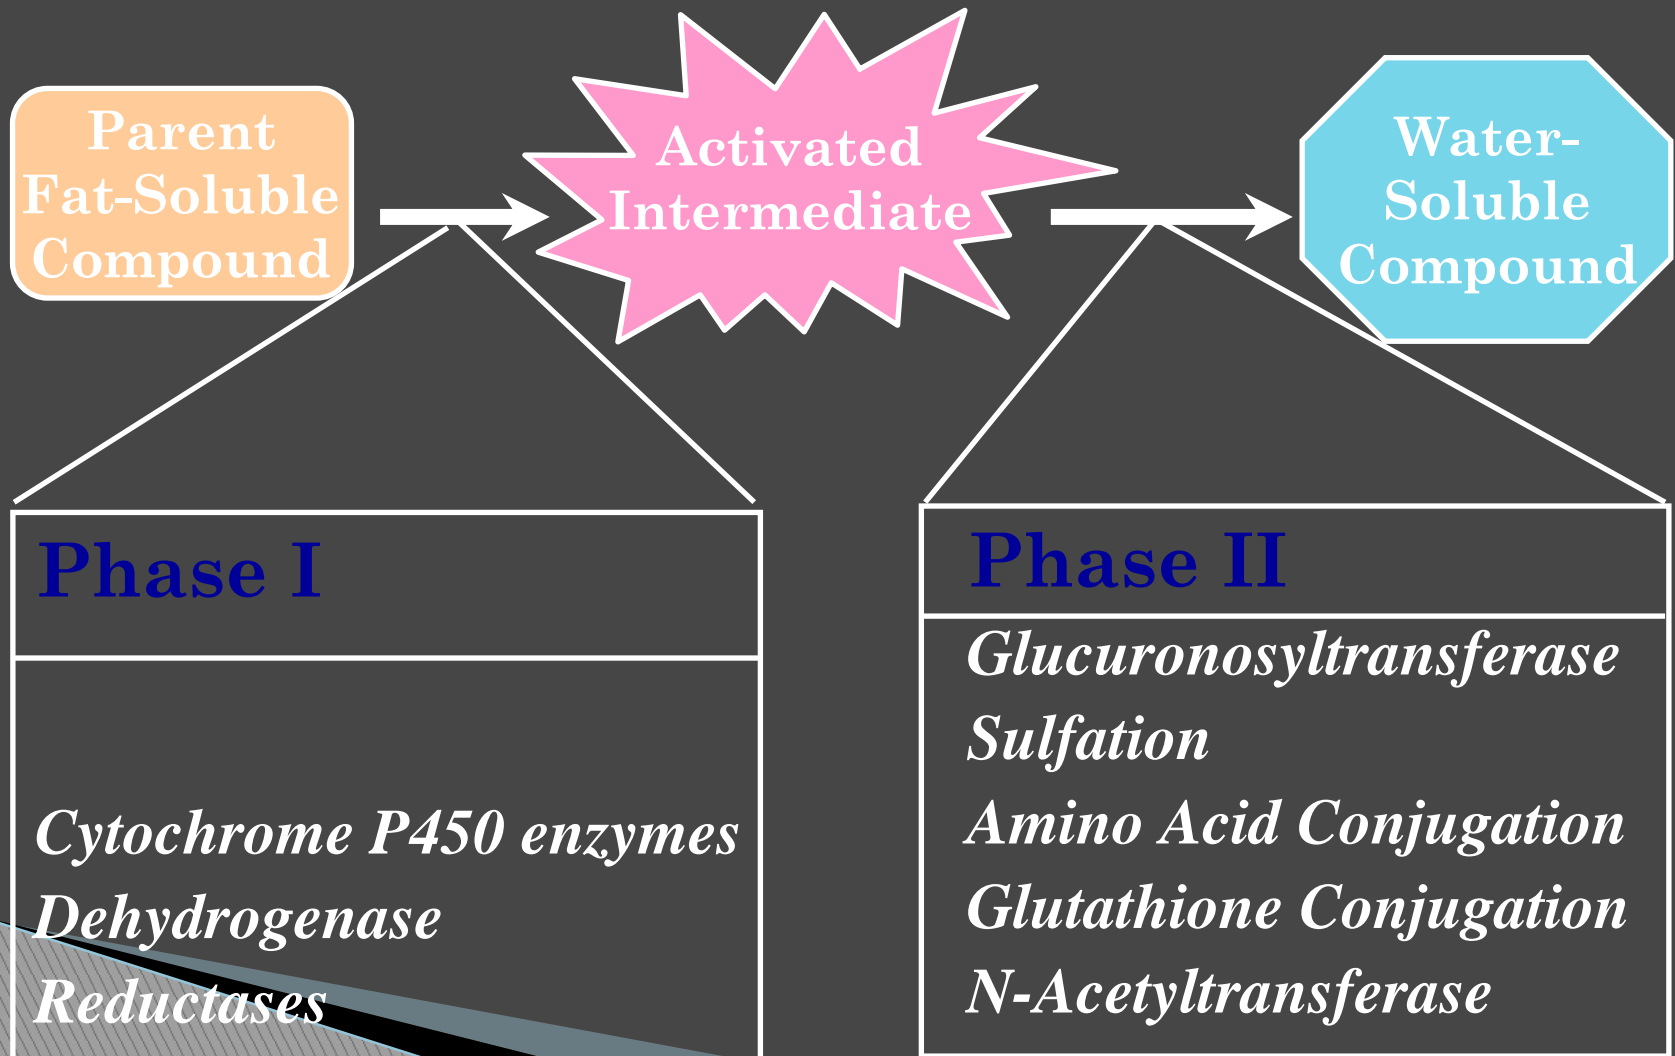 Parent
Fat-Soluble
Compound
Activated
Intermediate
Water-
Soluble
Compound
Phase I
Cytochrome P450 enzymes
Dehydrogenase
Reductases
Phase II
Glucuronosyltransferase
Sulfation
Amino Acid Conjugation
Glutathione Conjugation
N-Acetyltransferase